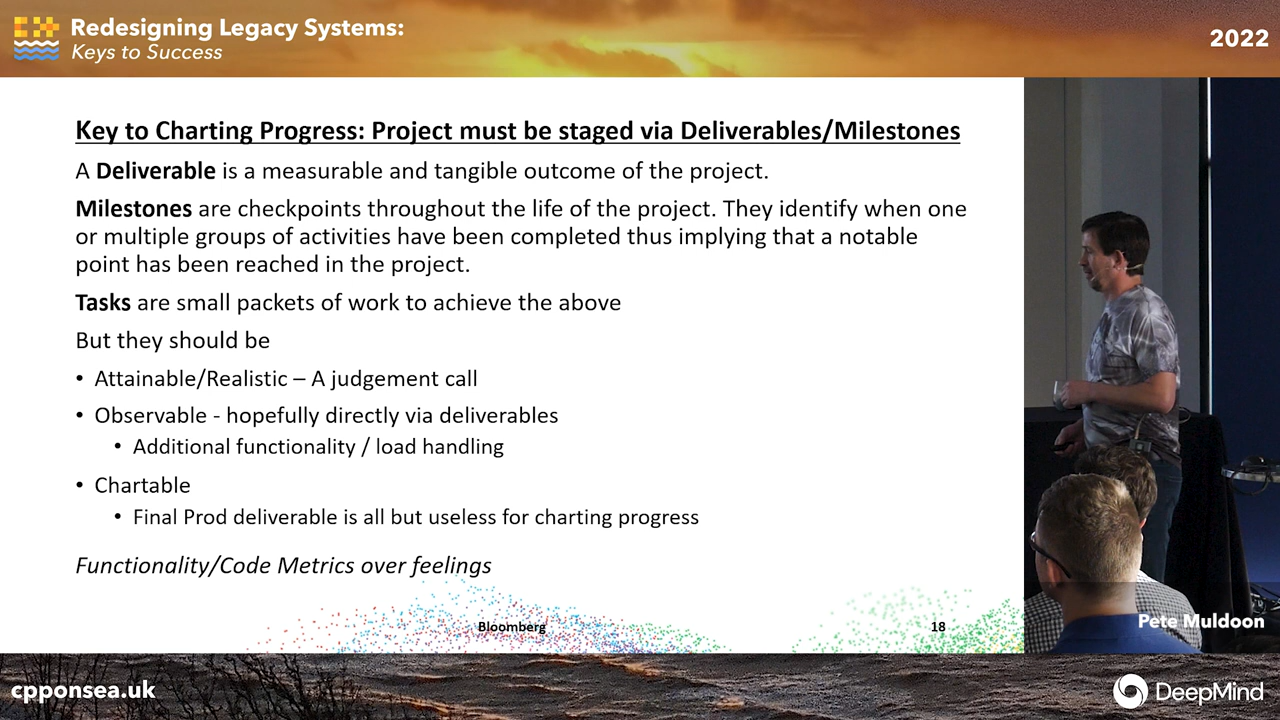 Redesigning Legacy Systems:
Keys to Success
2022
Key to Charting Progress: Project must be staged via Deliverables/Milestones
A Deliverable is a measurable and tangible outcome of the project.
Milestones are checkpoints throughout the life of the project. They identify when one
or multiple groups of activities have been completed thus implying that a notable
point has been reached in the project.
Tasks are small packets of work to achieve the above
But they should be
• Attainable/Realistic – A judgement call
• Observable - hopefully directly via deliverables
• Additional functionality / load handling
• Chartable
• Final Prod deliverable is all but useless for charting progress
Functionality/Code Metrics over feelings
Bloomberg
18
Pete Muldoon
cpponsea.uk
DeepMind